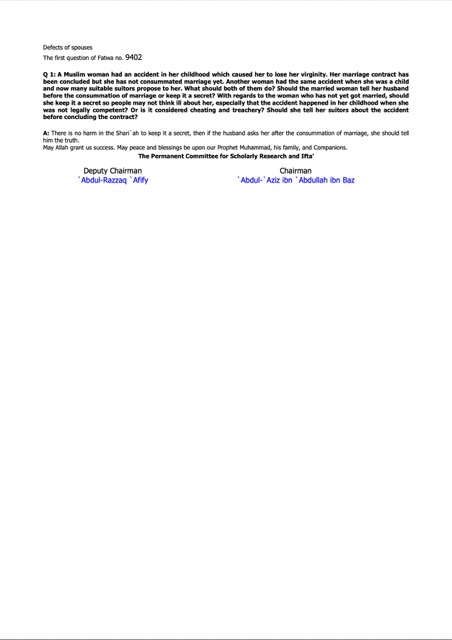 Defects of spouses
The first question of Fatwa no. 9402
Q 1: A Muslim woman had an accident in her childhood which caused her to lose her virginity. Her marriage contract has
been concluded but she has not consummated marriage yet. Another woman had the same accident when she was a child
and now many suitable suitors propose to her. What should both of them do? Should the married woman tell her husband
before the consummation of marriage or keep it a secret? With regards to the woman who has not yet got married, should
she keep it a secret so people may not think ill about her, especially that the accident happened in her childhood when she
was not legally competent? Or is it considered cheating and treachery? Should she tell her suitors about the accident
before concluding the contract?
A: There is no harm in the Shari`ah to keep it a secret, then if the husband asks her after the consummation of marriage, she should tell
him the truth.
May Allah grant us success. May peace and blessings be upon our Prophet Muhammad, his family, and Companions.
The Permanent Committee for Scholarly Research and Ifta'
Deputy Chairman Chairman
`Abdul-Razzaq `Afify `Abdul-`Aziz ibn `Abdullah ibn Baz